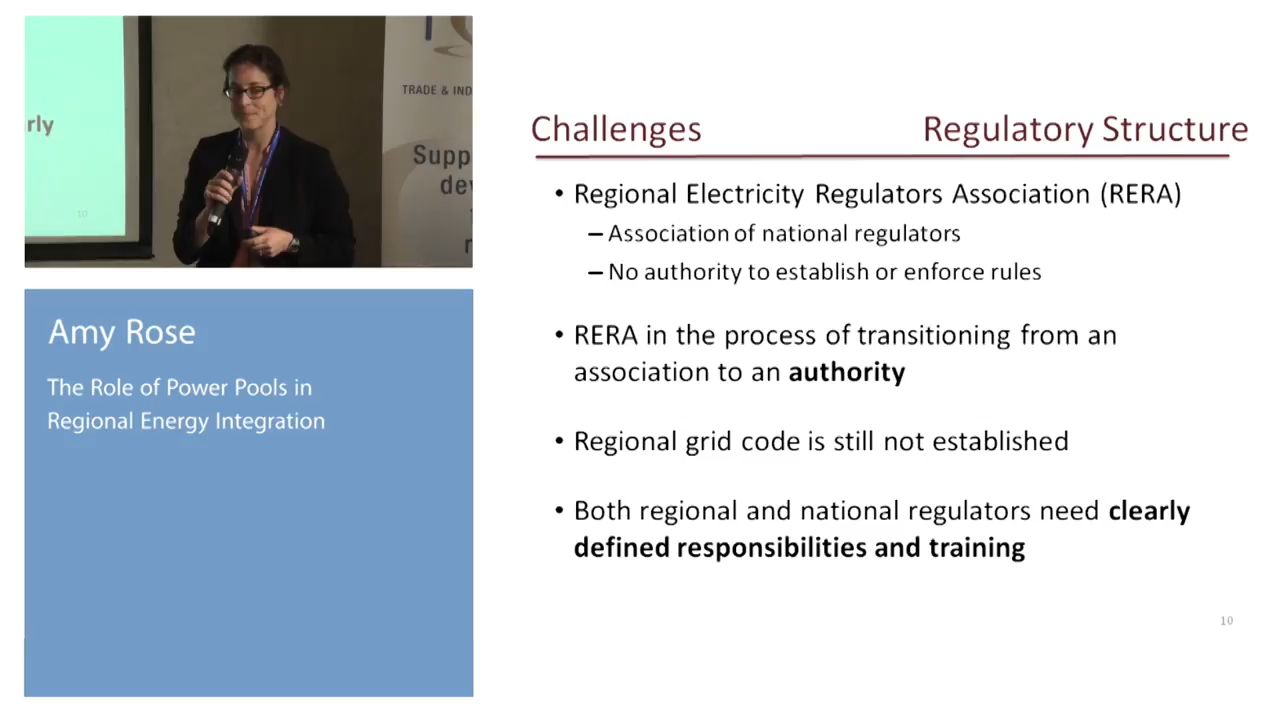 rly
10
TRADE & IND
Supp
de
Amy Rose
The Role of Power Pools in
Regional Energy Integration
Challenges Regulatory Structure
• Regional Electricity Regulators Association (RERA)
– Association of national regulators
– No authority to establish or enforce rules
• RERA in the process of transitioning from an
association to an authority
• Regional grid code is still not established
• Both regional and national regulators need clearly
defined responsibilities and training
10